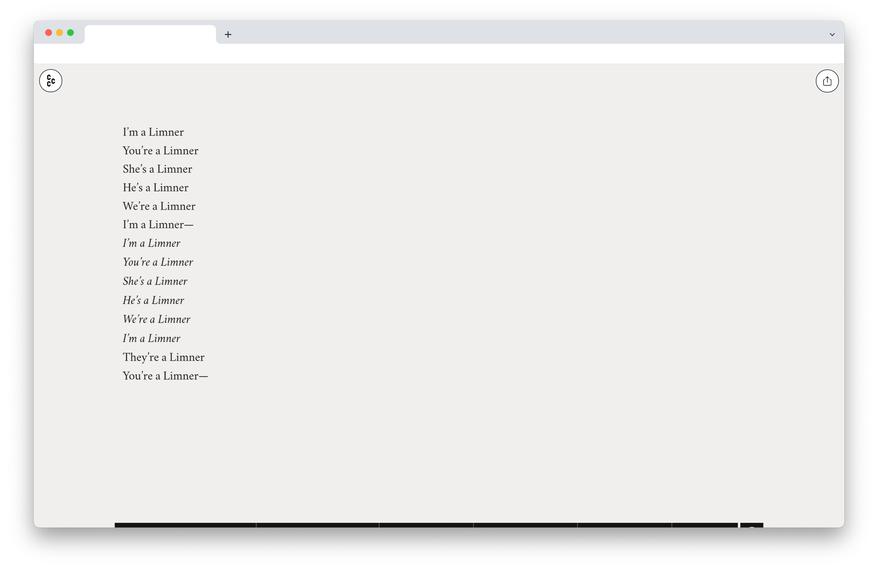 I'm a Limner
You're a Limner
She's a Limner
He's a Limner
We're a Limner
I'm a Limner—
I'm a Limner
You're a Limner
She's a Limner
He's a Limner
We're a Limner
I'm a Limner
They're a Limner
You're a Limner—